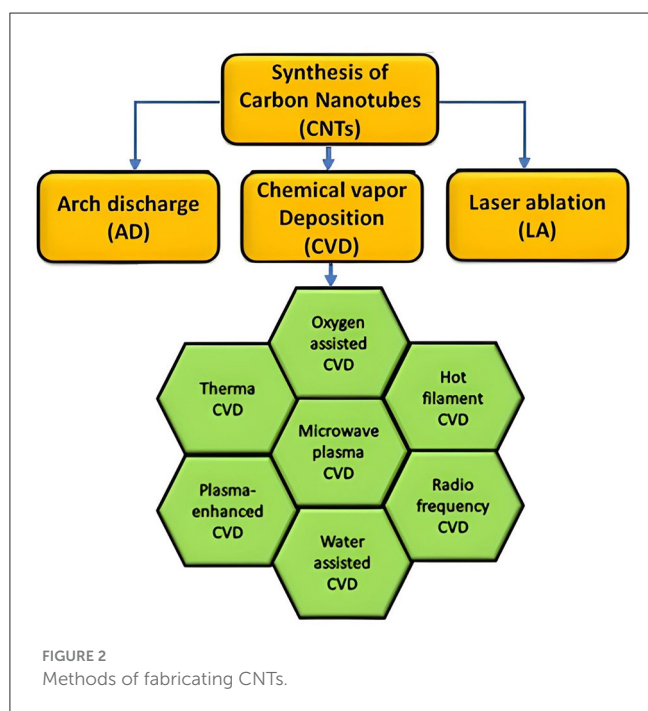 Synthesis of
Carbon Nanotubes
(CNTs)
Arch discharge
(AD)
Chemical vapor
Deposition
(CVD)
Laser ablation
(LA)
Oxygen
assisted
CVD
Therma
CVD
Hot
filament
CVD
Microwave
plasma
CVD
Plasma-
enhanced
CVD
Radio
frequency
CVD
Water
assisted
CVD
FIGURE 2
Methods of fabricating CNTs.